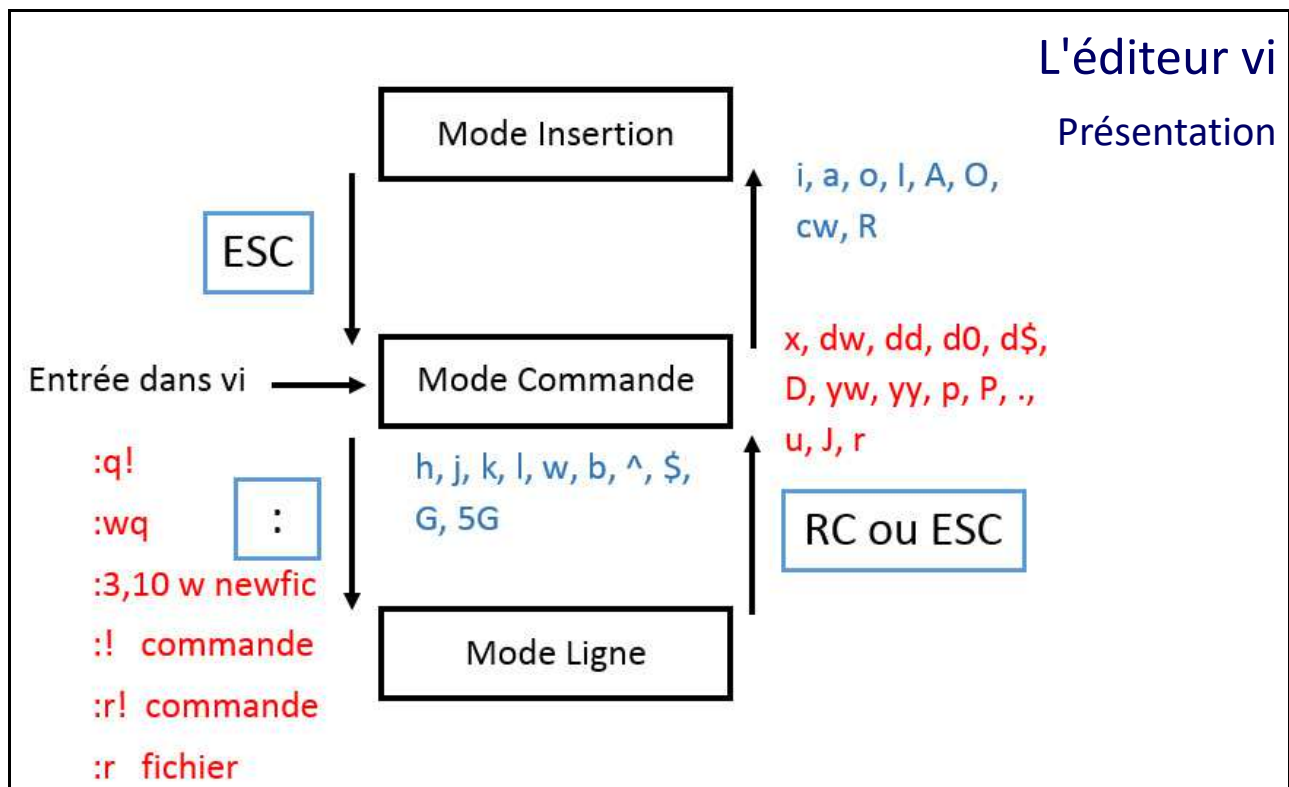 L'éditeur vi
Présentation
Mode Insertion
i, a, o, I, A, O,
cw, R
ESC
x, dw, dd, d0, d$,
D, yw, yy, p, P, .,
u, J, r
Entrée dans vi
Mode Commande
h, j, k, l, w, b, ^, $,
G, 5G
:q!
:wq
:
:3,10 w newfic
:! commande
:r! commande
:r fichier
RC ou ESC
Mode Ligne